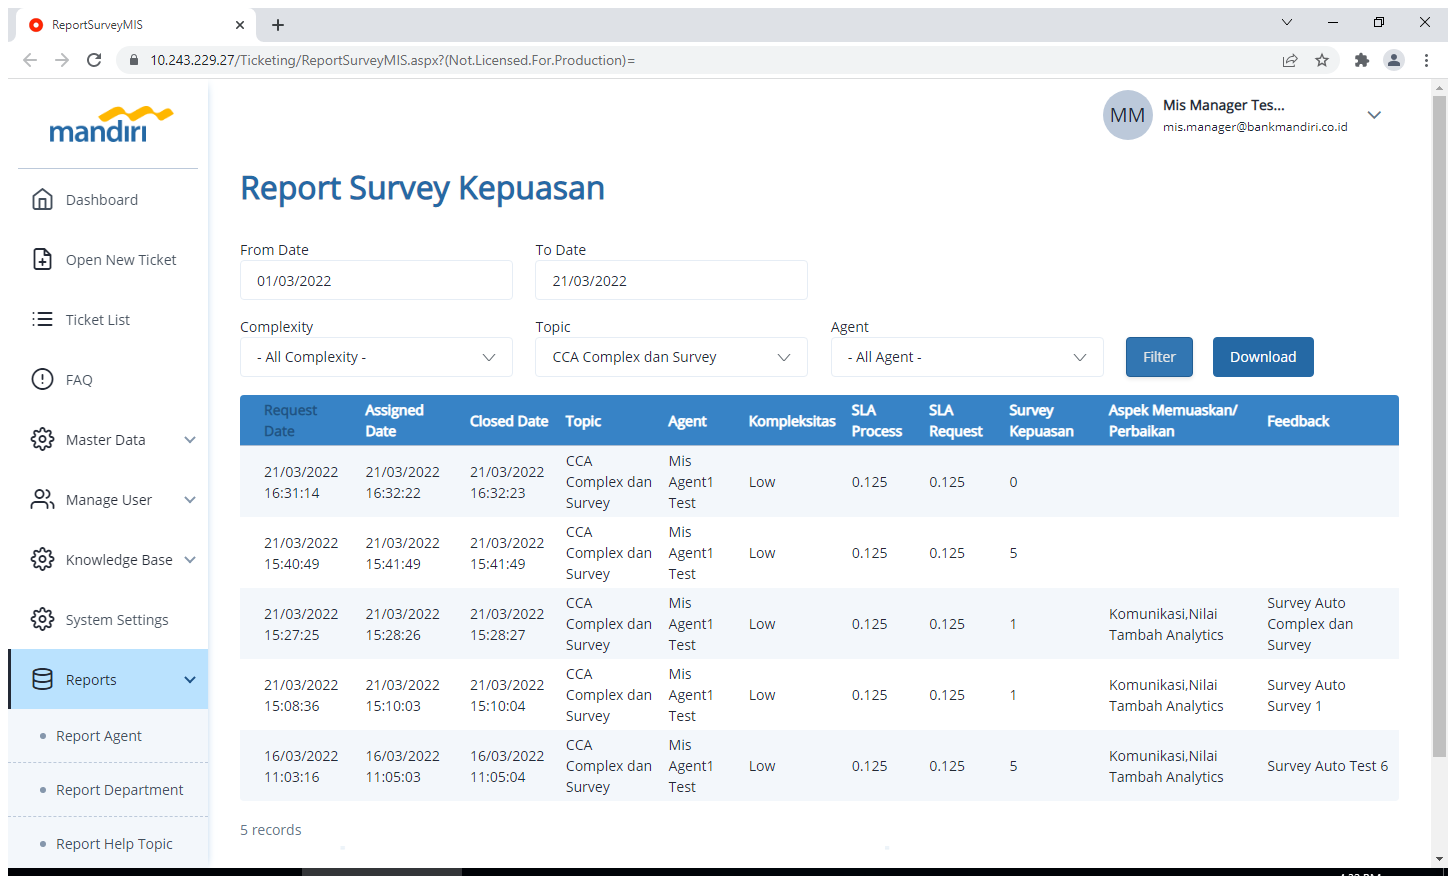 ReportSurveyMIS
10.243.229.27/Ticketing/ReportSurveyMIS.aspx?(Not.Licensed.For.Production)=
mandiri
MM
Mis Manager Tes...
mis.manager@bankmandiri.co.id
Dashboard
Open New Ticket
Ticket List
FAQ
Master Data
Manage User
Knowledge Base
System Settings
Reports
Report Agent
Report Department
Report Help Topic
Report Survey Kepuasan
From Date
To Date
01/03/2022
21/03/2022
Complexity
Topic
Agent
- All Complexity -
CCA Complex dan Survey
- All Agent -
Filter
Download
Request Date
Assigned Date
Closed Date
Topic
Agent
Kompleksitas
SLA Process
SLA Request
Survey Kepuasan
Aspek Memuaskan/ Perbaikan
Feedback
21/03/2022 16:31:14
21/03/2022 16:32:22
21/03/2022 16:32:23
CCA Complex dan Survey
Mis Agent1 Test
Low
0.125
0.125
0
21/03/2022 15:40:49
21/03/2022 15:41:49
21/03/2022 15:41:49
CCA Complex dan Survey
Mis Agent1 Test
Low
0.125
0.125
5
21/03/2022 15:27:25
21/03/2022 15:28:26
21/03/2022 15:28:27
CCA Complex dan Survey
Mis Agent1 Test
Low
0.125
0.125
1
Komunikasi,Nilai Tambah Analytics
Survey Auto Complex dan Survey
21/03/2022 15:08:36
21/03/2022 15:10:03
21/03/2022 15:10:04
CCA Complex dan Survey
Mis Agent1 Test
Low
0.125
0.125
1
Komunikasi,Nilai Tambah Analytics
Survey Auto Survey 1
16/03/2022 11:03:16
16/03/2022 11:05:03
16/03/2022 11:05:04
CCA Complex dan Survey
Mis Agent1 Test
Low
0.125
0.125
5
Komunikasi,Nilai Tambah Analytics
Survey Auto Test 6
5 records